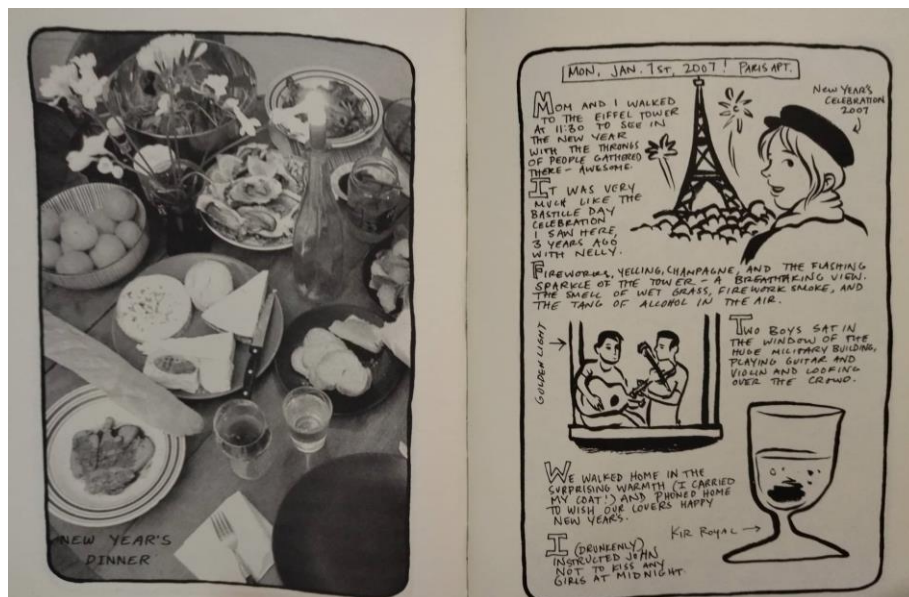 NEW YEAR'S
DINNER
MON, JAN. 1ST, 2007! PARIS APT.
MOM AND I WALKED
TO THE EIFFEL TOWER
AT 11:30 TO SEE IN
THE NEW YEAR
WITH THE THRONGS
OF PEOPLE GATHERED
THERE - AWESOME.
NEW YEAR'S
CELEBRATION
2007
IT WAS VERY
MUCH LIKE THE
BASTILLE DAY
CELEBRATION
I SAW HERE,
3 YEARS AGO
WITH NELLY.
FIREWORKS, YELLING, CHANPAGNE, AND THE FLASHING
SPARKLE OF THE TOWER - A BREATHTAKING VIEW.
THE SMELL OF WET GRASS, FIREWORK SMOKE, AND
THE TANG OF ALCOHOL IN THE AIR.
GOLDEN LIGHT
TWO BOYS SAT IN
THE WINDOW OF THE
HUGE MILITARY BUILDING,
PLAYING GUITAR AND
VIOLIN AND LOOKING
OVER THE CROWD.
WE WALKED HOME IN THE
SURPRISING WARMTH (I CARRIED
MY COAT!) AND PHONED HOME
TO WISH OUR LOVERS HAPPY
NEW YEAR'S.
KIR ROYAL
I (DRUNKENLY)
INSTRUCTED JOHN
NOT TO KISS ANY
GIRLS AT MIDNIGHT